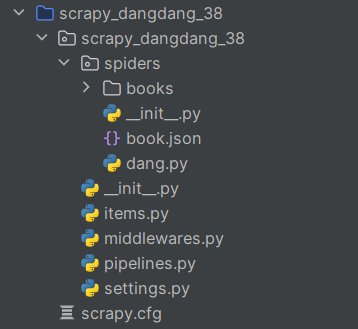 scrapy_dangdang_38
scrapy_dangdang_38
spiders
books
__init__.py
book.json
dang.py
__init__.py
items.py
middlewares.py
pipelines.py
settings.py
scrapy.cfg